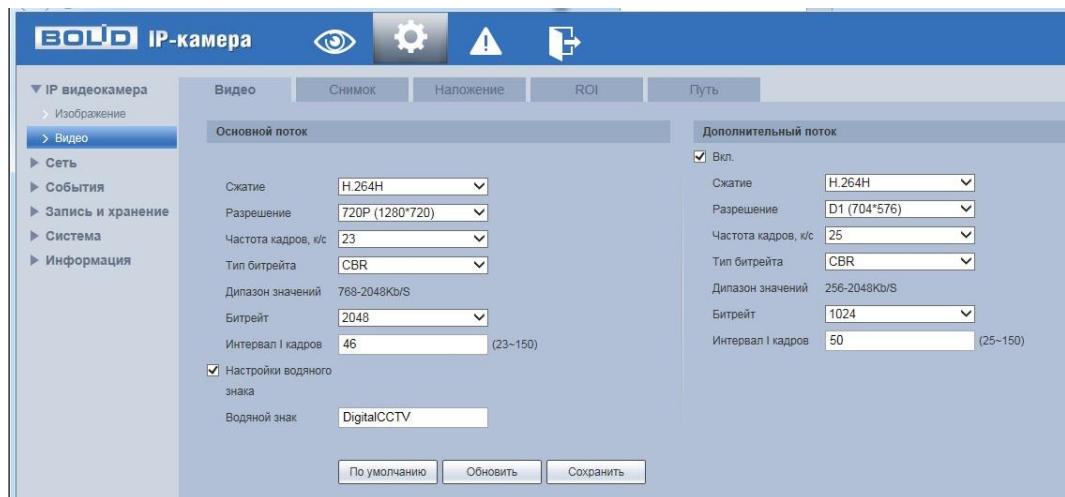 BOLID IP-камера
IP видеокамера
Изображение
Видео
Сеть
События
Запись и хранение
Система
Информация
Видео Снимок Наложение ROI Путь
Основной поток
Сжатие H.264H
Разрешение 720P (1280*720)
Частота кадров, к/с 23
Тип битрейта CBR
Дипазон значений 768-2048Kb/S
Битрейт 2048
Интервал I кадров 46 (23~150)
Настройки водяного
знака
Водяной знак DigitalCCTV
По умолчанию Обновить Сохранить
Дополнительный поток
Вкл.
Сжатие H.264H
Разрешение D1 (704*576)
Частота кадров, к/с 25
Тип битрейта CBR
Дипазон значений 256-2048Kb/S
Битрейт 1024
Интервал I кадров 50 (25~150)